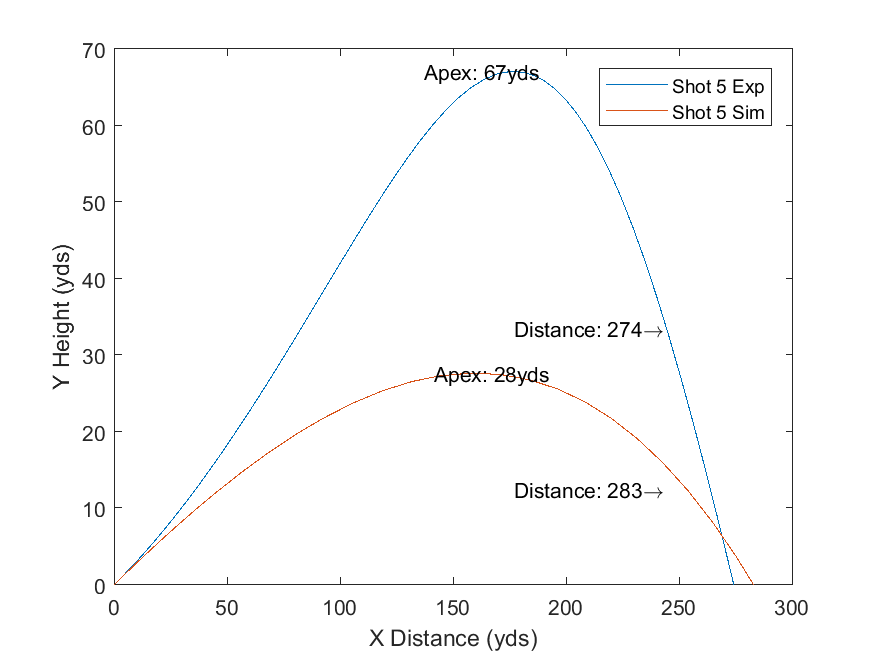 70
60
50
40
30
20
10
0
Y Height (yds)
Apex: 67yds
Shot 5 Exp
Shot 5 Sim
Distance: 274→
Apex: 28yds
Distance: 283→
0 50 100 150 200 250 300
X Distance (yds)